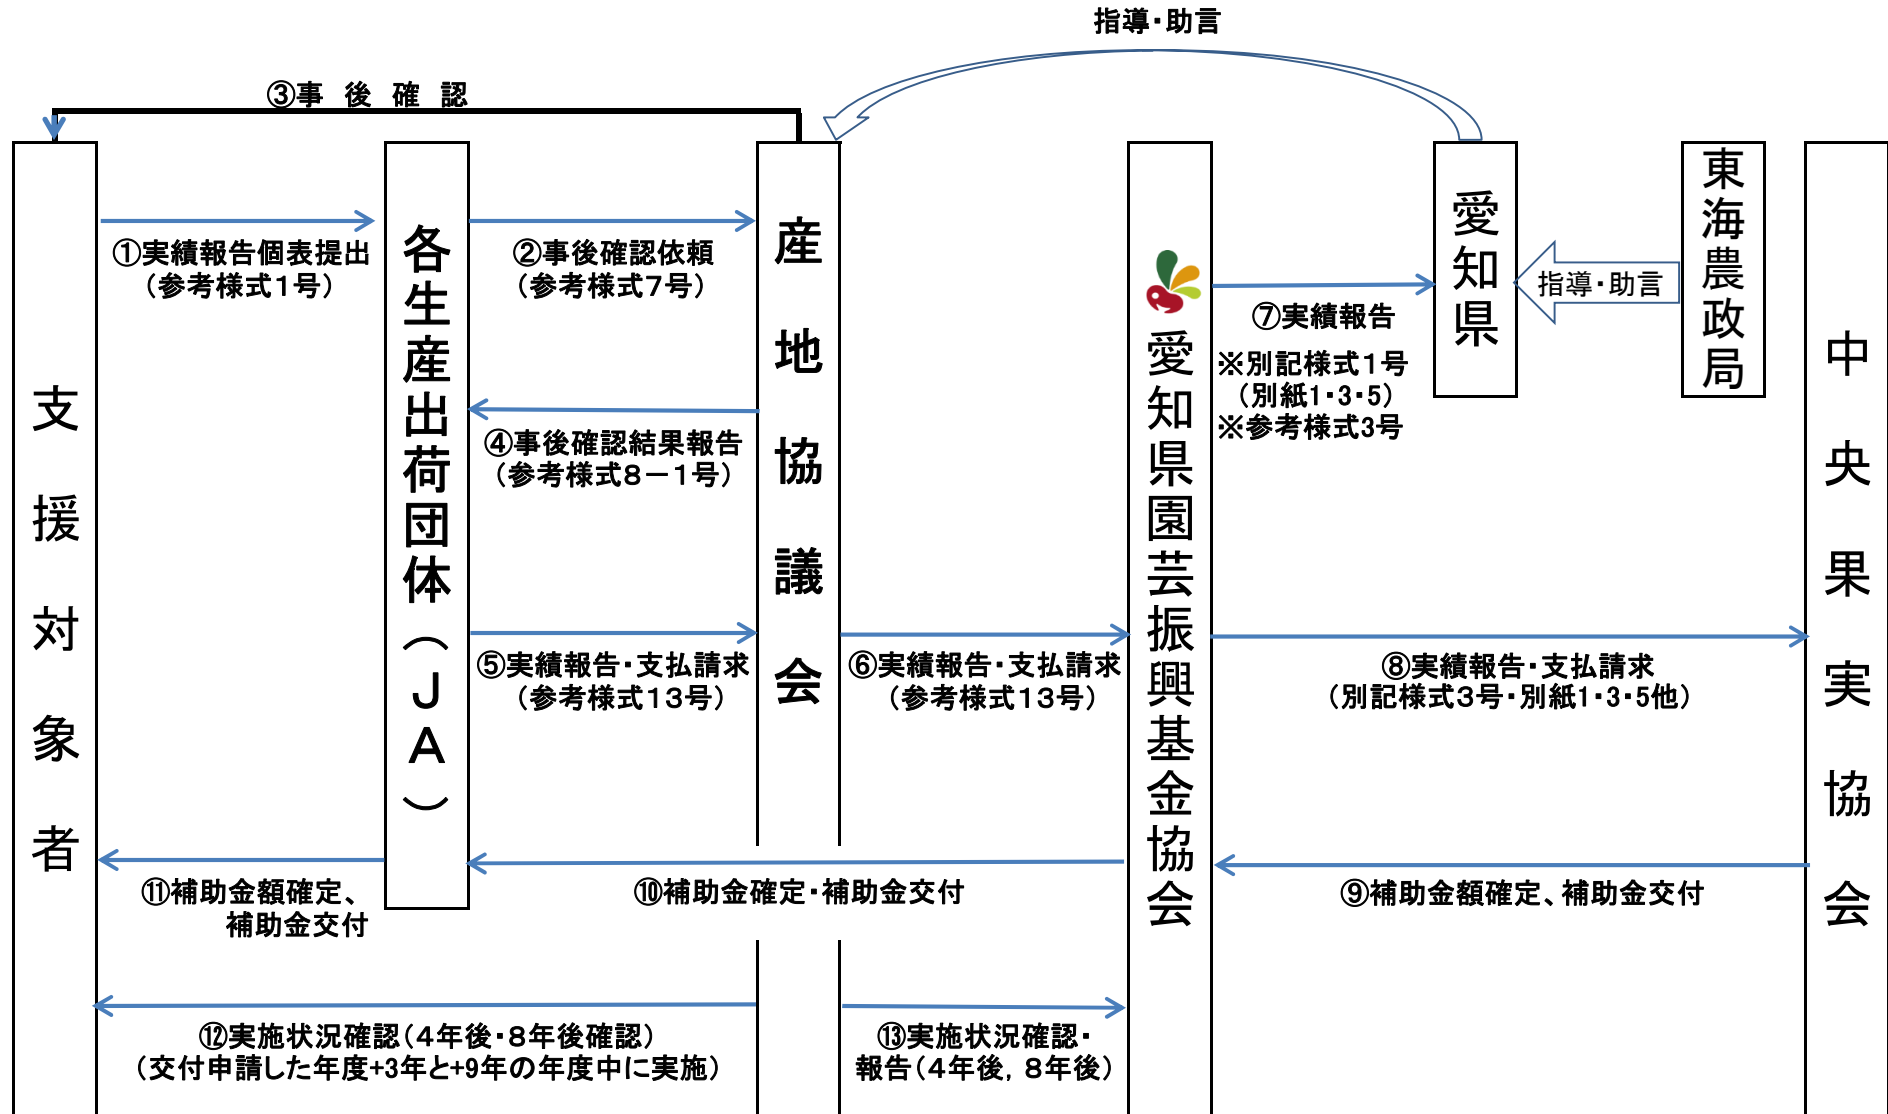 指導・助言
③事　後　確　認
支援対象者
各生産出荷団体（ＪＡ）
産地協議会
愛知県園芸振興基金協会
愛知県
東海農政局
中央果実協会
①実績報告個表提出
（参考様式１号）
②事後確認依頼
（参考様式７号）
④事後確認結果報告
（参考様式８－１号）
⑤実績報告・支払請求
（参考様式１３号）
⑥実績報告・支払請求
（参考様式１３号）
⑦実績報告
※別記様式１号
（別紙1・3・5）
※参考様式3号
指導・助言
⑧実績報告・支払請求
（別記様式３号・別紙1・3・5他）
⑨補助金額確定、補助金交付
⑩補助金確定・補助金交付
⑪補助金額確定、
補助金交付
⑫実施状況確認（４年後・８年後確認）
（交付申請した年度+3年と+9年の年度中に実施）
⑬実施状況確認・
報告（４年後，８年後）